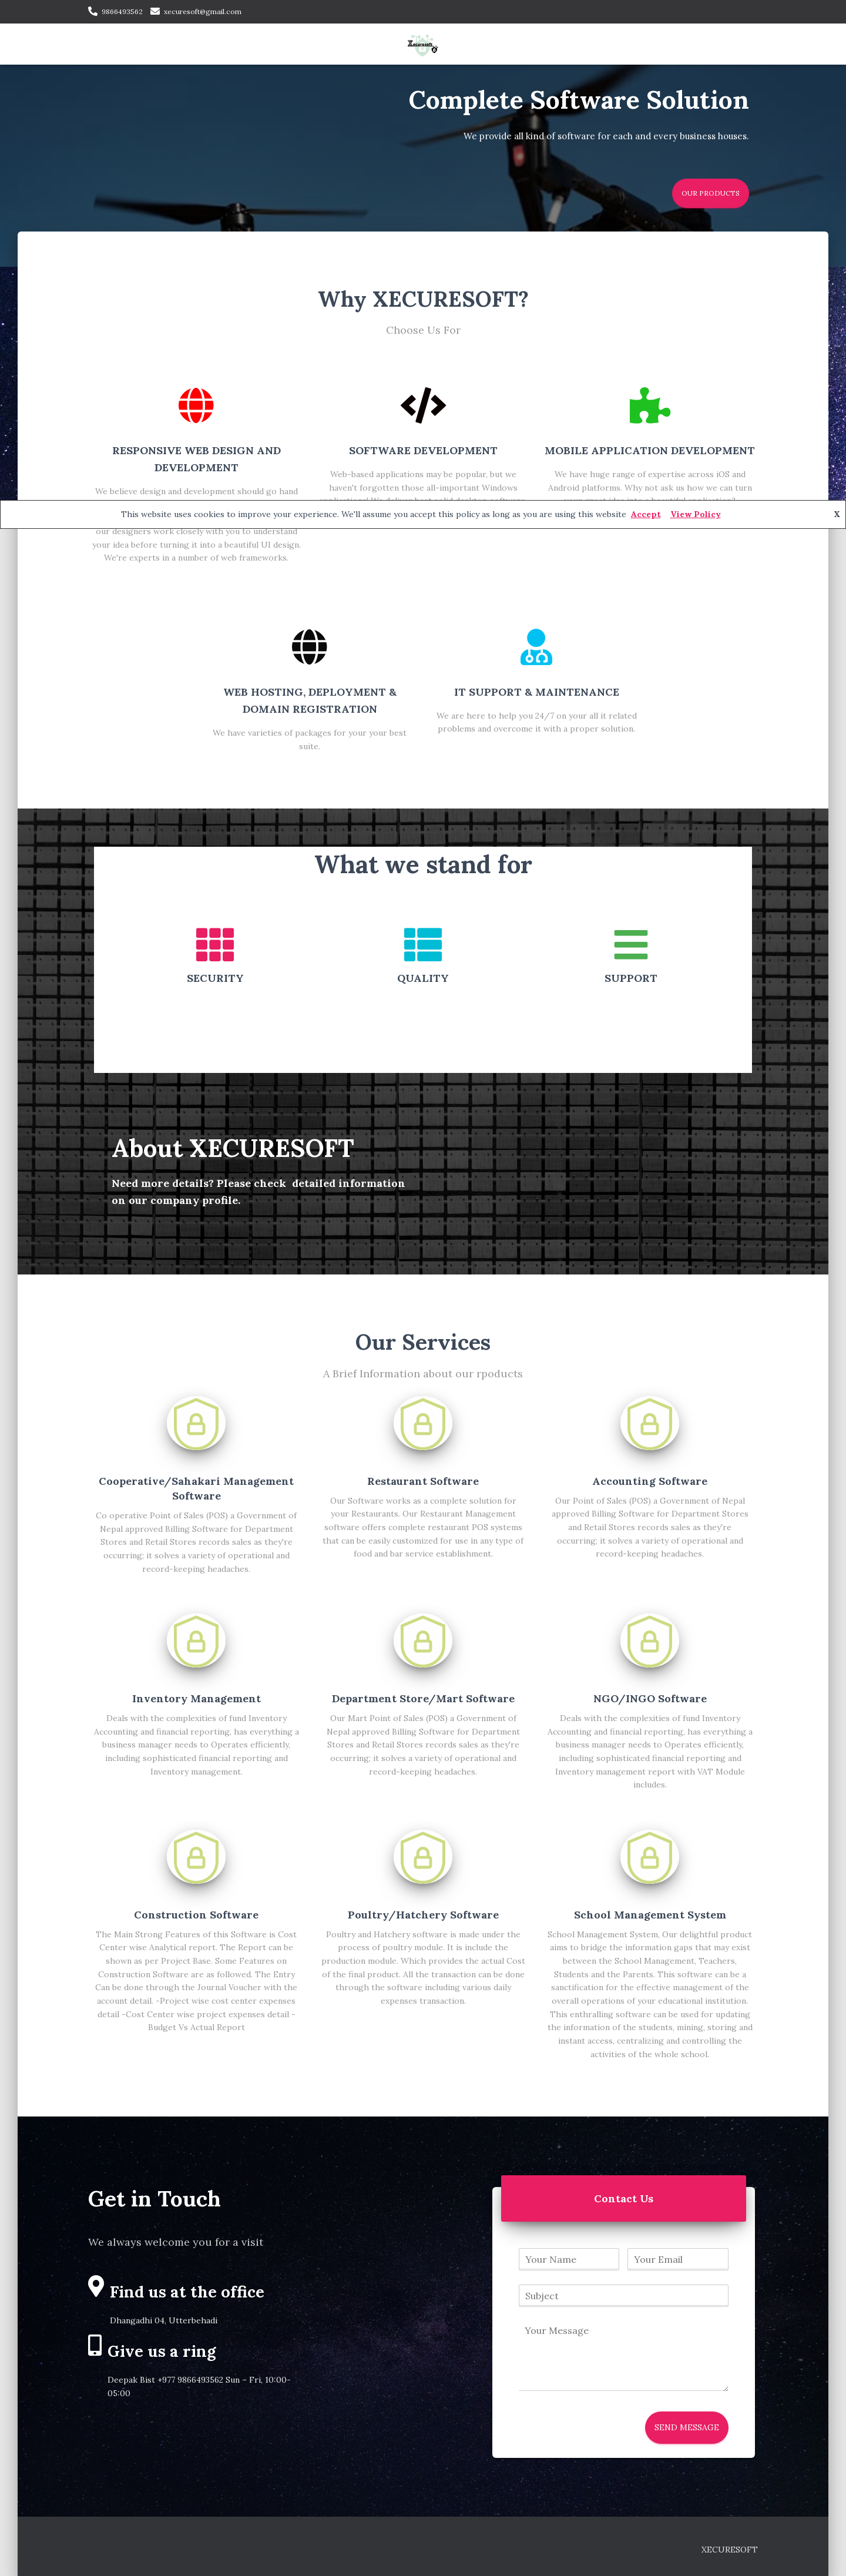 9866493562 xecuresoft@gmail.com
Xecuresoft
Complete Software Solution
We provide all kind of software for each and every business houses.
OUR PRODUCTS
Why XECURESOFT?
Choose Us For
RESPONSIVE WEB DESIGN AND
DEVELOPMENT
We believe design and development should go hand
our designers work closely with you to understand
your idea before turning it into a beautiful UI design.
We're experts in a number of web frameworks.
SOFTWARE DEVELOPMENT
Web-based applications may be popular, but we
haven't forgotten those all-important Windows
MOBILE APPLICATION DEVELOPMENT
We have huge range of expertise across iOS and
Android platforms. Why not ask us how we can turn
This website uses cookies to improve your experience. We'll assume you accept this policy as long as you are using this website Accept View Policy X
WEB HOSTING, DEPLOYMENT &
DOMAIN REGISTRATION
We have varieties of packages for your your best
suite.
IT SUPPORT & MAINTENANCE
We are here to help you 24/7 on your all it related
problems and overcome it with a proper solution.
What we stand for
SECURITY
QUALITY
SUPPORT
About XECURESOFT
Need more details? Please check detailed information
on our company profile.
Our Services
A Brief Information about our rpoducts
Cooperative/Sahakari Management
Software
Co operative Point of Sales (POS) a Government of
Nepal approved Billing Software for Department
Stores and Retail Stores records sales as they're
occurring; it solves a variety of operational and
record-keeping headaches.
Restaurant Software
Our Software works as a complete solution for
your Restaurants. Our Restaurant Management
software offers complete restaurant POS systems
that can be easily customized for use in any type of
food and bar service establishment.
Accounting Software
Our Point of Sales (POS) a Government of Nepal
approved Billing Software for Department Stores
and Retail Stores records sales as they're
occurring; it solves a variety of operational and
record-keeping headaches.
Inventory Management
Deals with the complexities of fund Inventory
Accounting and financial reporting, has everything a
business manager needs to Operates efficiently,
including sophisticated financial reporting and
Inventory management.
Department Store/Mart Software
Our Mart Point of Sales (POS) a Government of
Nepal approved Billing Software for Department
Stores and Retail Stores records sales as they're
occurring; it solves a variety of operational and
record-keeping headaches.
NGO/INGO Software
Deals with the complexities of fund Inventory
Accounting and financial reporting, has everything a
business manager needs to Operates efficiently,
including sophisticated financial reporting and
Inventory management report with VAT Module
includes.
Construction Software
The Main Strong Features of this Software is Cost
Center wise Analytical report. The Report can be
shown as per Project Base. Some Features on
Construction Software are as followed. The Entry
Can be done through the Journal Voucher with the
account detail. -Project wise cost center expenses
detail -Cost Center wise project expenses detail -
Budget Vs Actual Report
Poultry/Hatchery Software
Poultry and Hatchery software is made under the
process of poultry module. It is include the
production module. Which provides the actual Cost
of the final product. All the transaction can be done
through the software including various daily
expenses transaction.
School Management System
School Management System, Our delightful product
aims to bridge the information gaps that may exist
between the School Management, Teachers,
Students and the Parents. This software can be a
sanctification for the effective management of the
overall operations of your educational institution.
This enthralling software can be used for updating
the information of the students, mining, storing and
instant access, centralizing and controlling the
activities of the whole school.
Get in Touch
We always welcome you for a visit
Find us at the office
Dhangadhi 04, Utterbehadi
Give us a ring
Deepak Bist +977 9866493562 Sun – Fri, 10:00-
05:00
Contact Us
Your Name
Your Email
Subject
Your Message
SEND MESSAGE
XECURESOFT